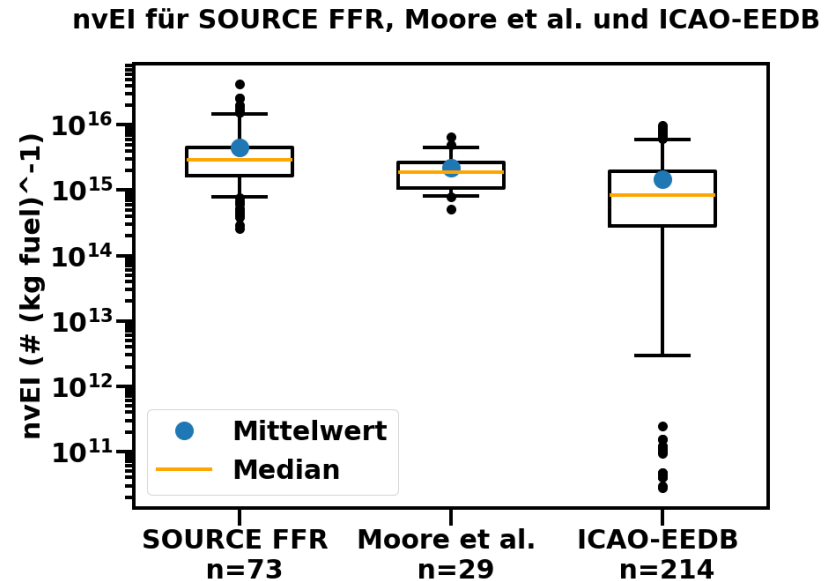 nvEI für SOURCE FFR, Moore et al. und ICAO-EEDB
nvEI (# (kg fuel)^-1)
10^16
10^15
10^14
10^13
10^12
10^11
Mittelwert
Median
SOURCE FFR Moore et al. ICAO-EEDB
n=73 n=29 n=214